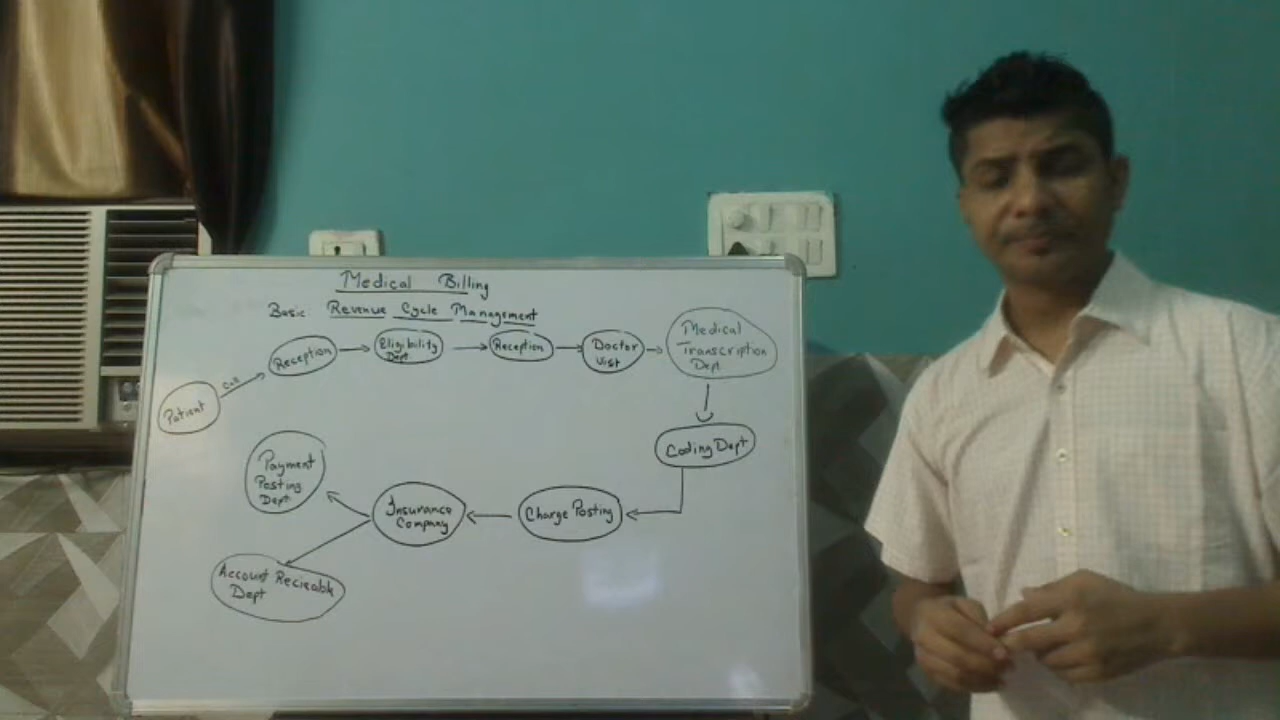 Medical Billing
Basic Revenue Cycle Management
Patient
Call
Reception
Eligibility
Dept
Reception
Doctor
Visit
Medical
Transcription
Dept
Coding Dept
Charge Posting
Insurance
Company
Payment
Posting
Dept
Account Recievable
Dept